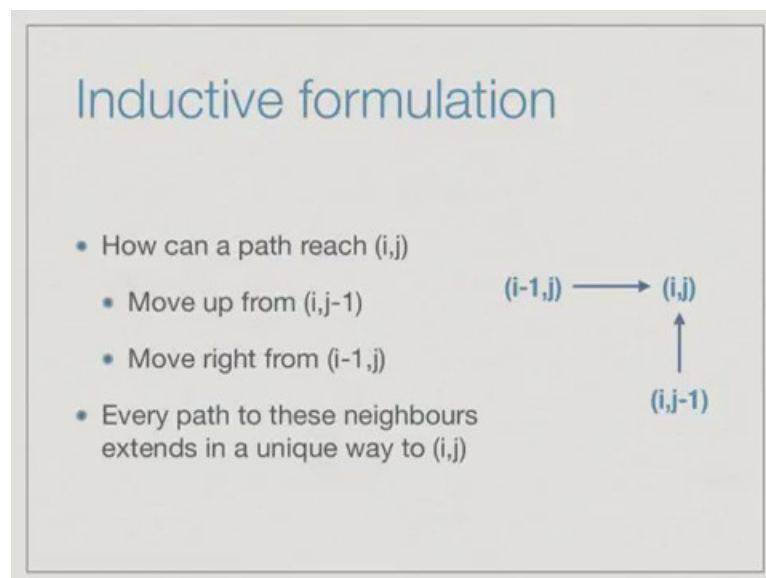 Inductive formulation
• How can a path reach (i,j)
• Move up from (i,j-1)
• Move right from (i-1,j)
• Every path to these neighbours
extends in a unique way to (i,j)
(i-1,j) (i,j)
(i,j-1)